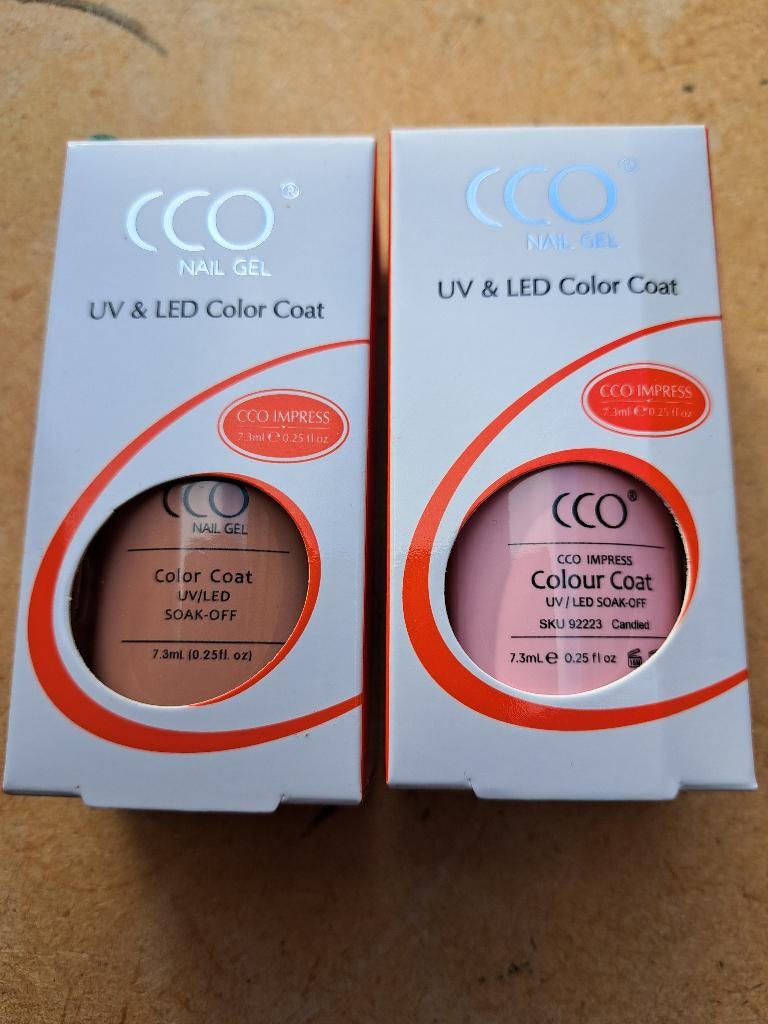 CCO®
NAIL GEL
UV & LED Color Coat
CCO IMPRESS
7.3ml ℮ 0.25 fl oz
CCO
NAIL GEL
Color Coat
UV/LED
SOAK-OFF
7.3mL (0.25fl. oz)
CCO®
NAIL GEL
UV & LED Color Coat
CCO IMPRESS
7.3ml ℮ 0.25 fl oz
CCO®
CCO IMPRESS
Colour Coat
UV / LED SOAK-OFF
SKU 92223 Candied
7.3mL ℮ 0.25 fl oz